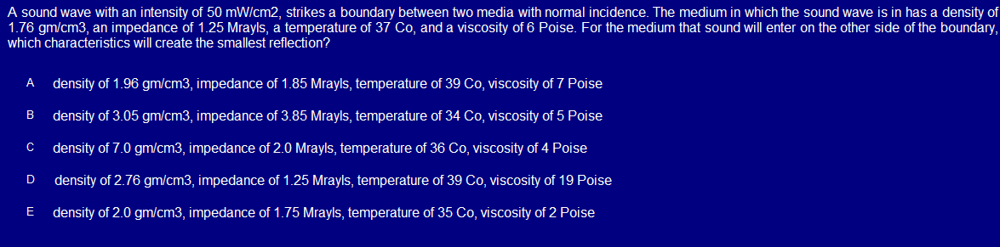 A sound wave with an intensity of 50 mW/cm2, strikes a boundary between two media with normal incidence. The medium in which the sound wave is in has a density of
1.76 gm/cm3, an impedance of 1.25 Mrayls, a temperature of 37 Co, and a viscosity of 6 Poise. For the medium that sound will enter on the other side of the boundary,
which characteristics will create the smallest reflection?
A density of 1.96 gm/cm3, impedance of 1.85 Mrayls, temperature of 39 Co, viscosity of 7 Poise
B density of 3.05 gm/cm3, impedance of 3.85 Mrayls, temperature of 34 Co, viscosity of 5 Poise
C density of 7.0 gm/cm3, impedance of 2.0 Mrayls, temperature of 36 Co, viscosity of 4 Poise
D density of 2.76 gm/cm3, impedance of 1.25 Mrayls, temperature of 39 Co, viscosity of 19 Poise
E density of 2.0 gm/cm3, impedance of 1.75 Mrayls, temperature of 35 Co, viscosity of 2 Poise